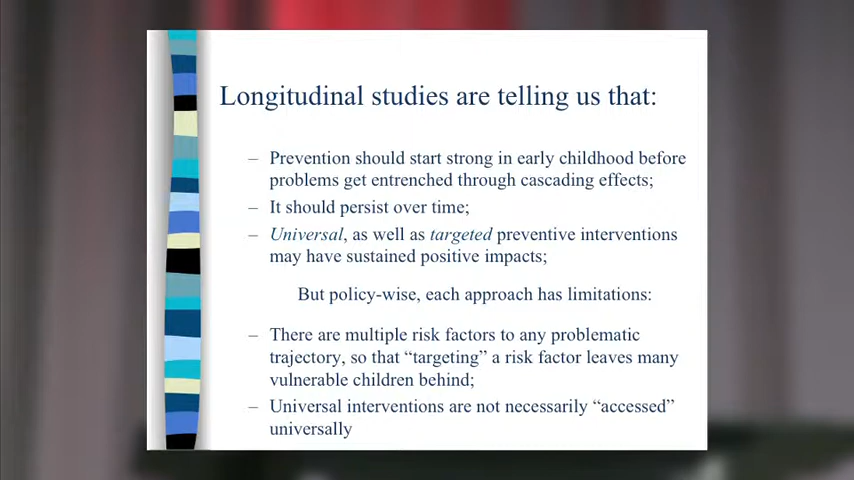 Longitudinal studies are telling us that:
– Prevention should start strong in early childhood before
problems get entrenched through cascading effects;
– It should persist over time;
– Universal, as well as targeted preventive interventions
may have sustained positive impacts;
But policy-wise, each approach has limitations:
– There are multiple risk factors to any problematic
trajectory, so that “targeting” a risk factor leaves many
vulnerable children behind;
– Universal interventions are not necessarily “accessed”
universally